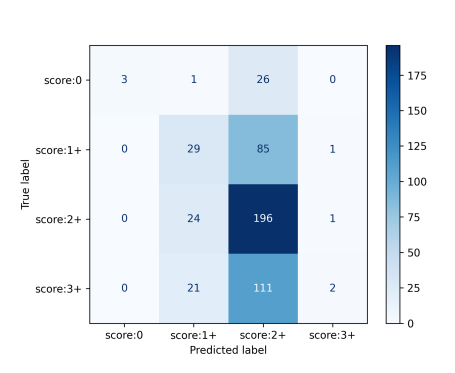 score:0 3 1 26 0
score:1+ 0 29 85 1
score:2+ 0 24 196 1
score:3+ 0 21 111 2
score:0 score:1+ score:2+ score:3+
Predicted label
True label
175
150
125
100
75
50
25
0